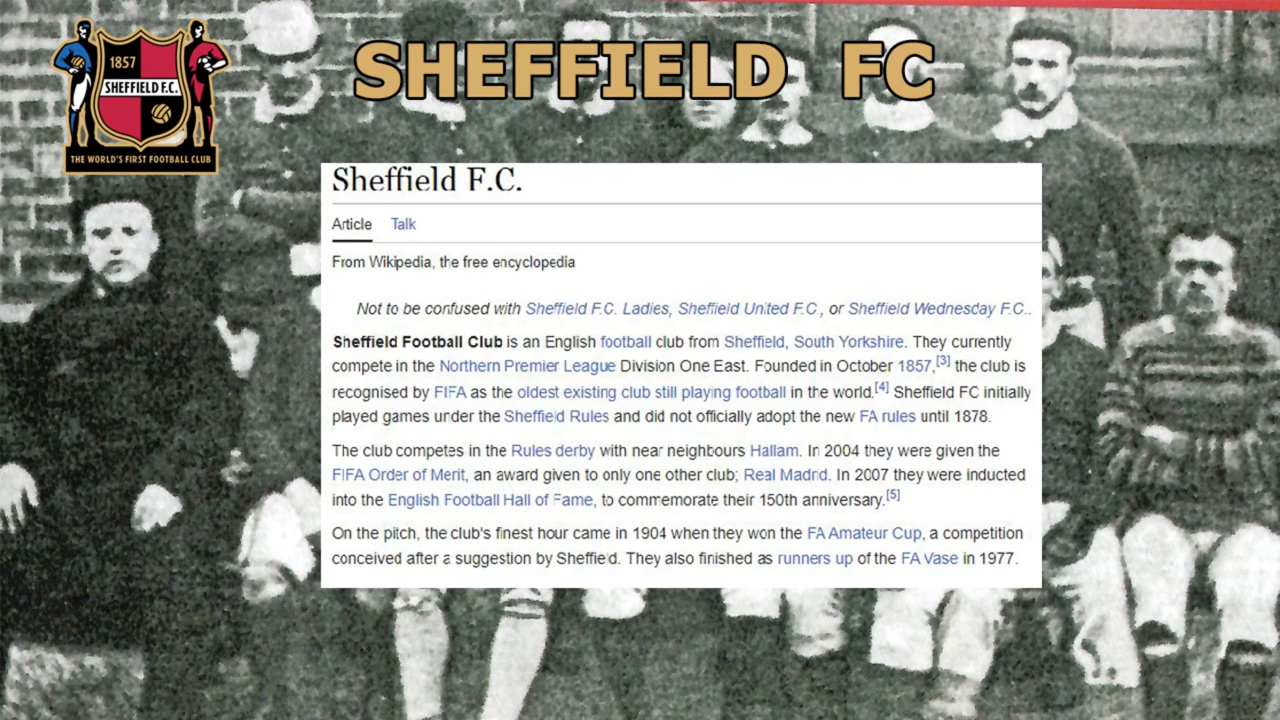 1857
SHEFFIELD F.C.
THE WORLD'S FIRST FOOTBALL CLUB
SHEFFIELD FC
Sheffield F.C.
Article Talk
From Wikipedia, the free encyclopedia
Not to be confused with Sheffield F.C. Ladies, Sheffield United F.C., or Sheffield Wednesday F.C..
Sheffield Football Club is an English football club from Sheffield, South Yorkshire. They currently
compete in the Northern Premier League Division One East. Founded in October 1857,[3] the club is
recognised by FIFA as the oldest existing club still playing football in the world.[4] Sheffield FC initially
played games under the Sheffield Rules and did not officially adopt the new FA rules until 1878.
The club competes in the Rules derby with near neighbours Hallam. In 2004 they were given the
FIFA Order of Merit, an award given to only one other club; Real Madrid. In 2007 they were inducted
into the English Football Hall of Fame, to commemorate their 150th anniversary.[5]
On the pitch, the club's finest hour came in 1904 when they won the FA Amateur Cup, a competition
conceived after a suggestion by Sheffield. They also finished as runners up of the FA Vase in 1977.